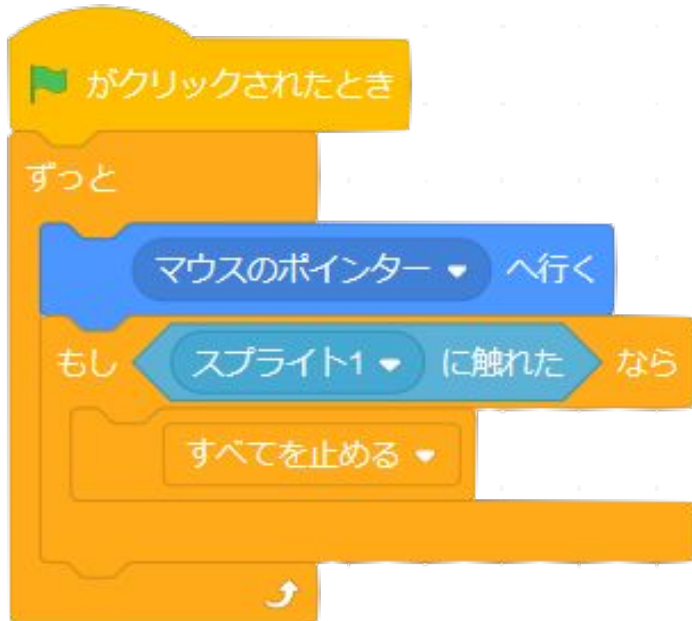 がクリックされたとき
ずっと
マウスのポインター へ行く
もし スプライト1 に触れた なら
すべてを止める